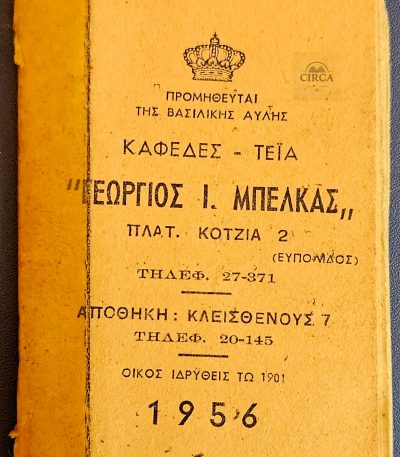 CIRCA
ΠΡΟΜΗΘΕΥΤΑΙ
ΤΗΣ ΒΑΣΙΛΙΚΗΣ ΑΥΛΗΣ
ΚΑΦΕΔΕΣ - ΤΕΪΑ
"ΓΕΩΡΓΙΟΣ Ι. ΜΠΕΛΚΑΣ„
ΠΛΑΤ. ΚΟΤΖΙΑ 2
ΤΗΛΕΦ. 27-371
ΑΠΟΘΗΚΗ : ΚΛΕΙΣΘΕΝΟΥΣ 7
ΤΗΛΕΦ. 20-145
ΟΙΚΟΣ ΙΔΡΥΘΕΙΣ ΤΩ 1901
1956